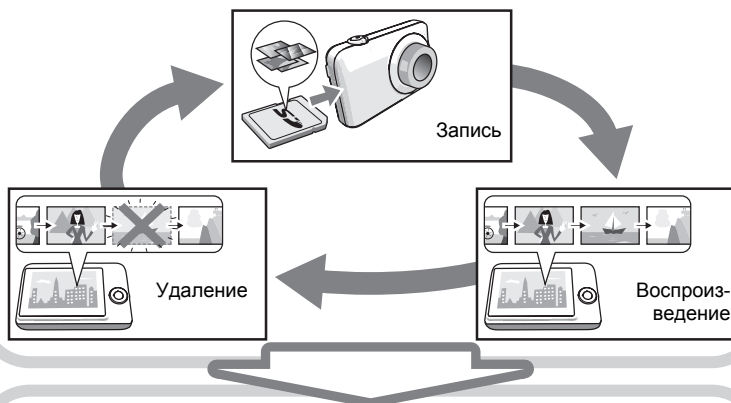 Запись
Удаление
Воспроиз-
ведение